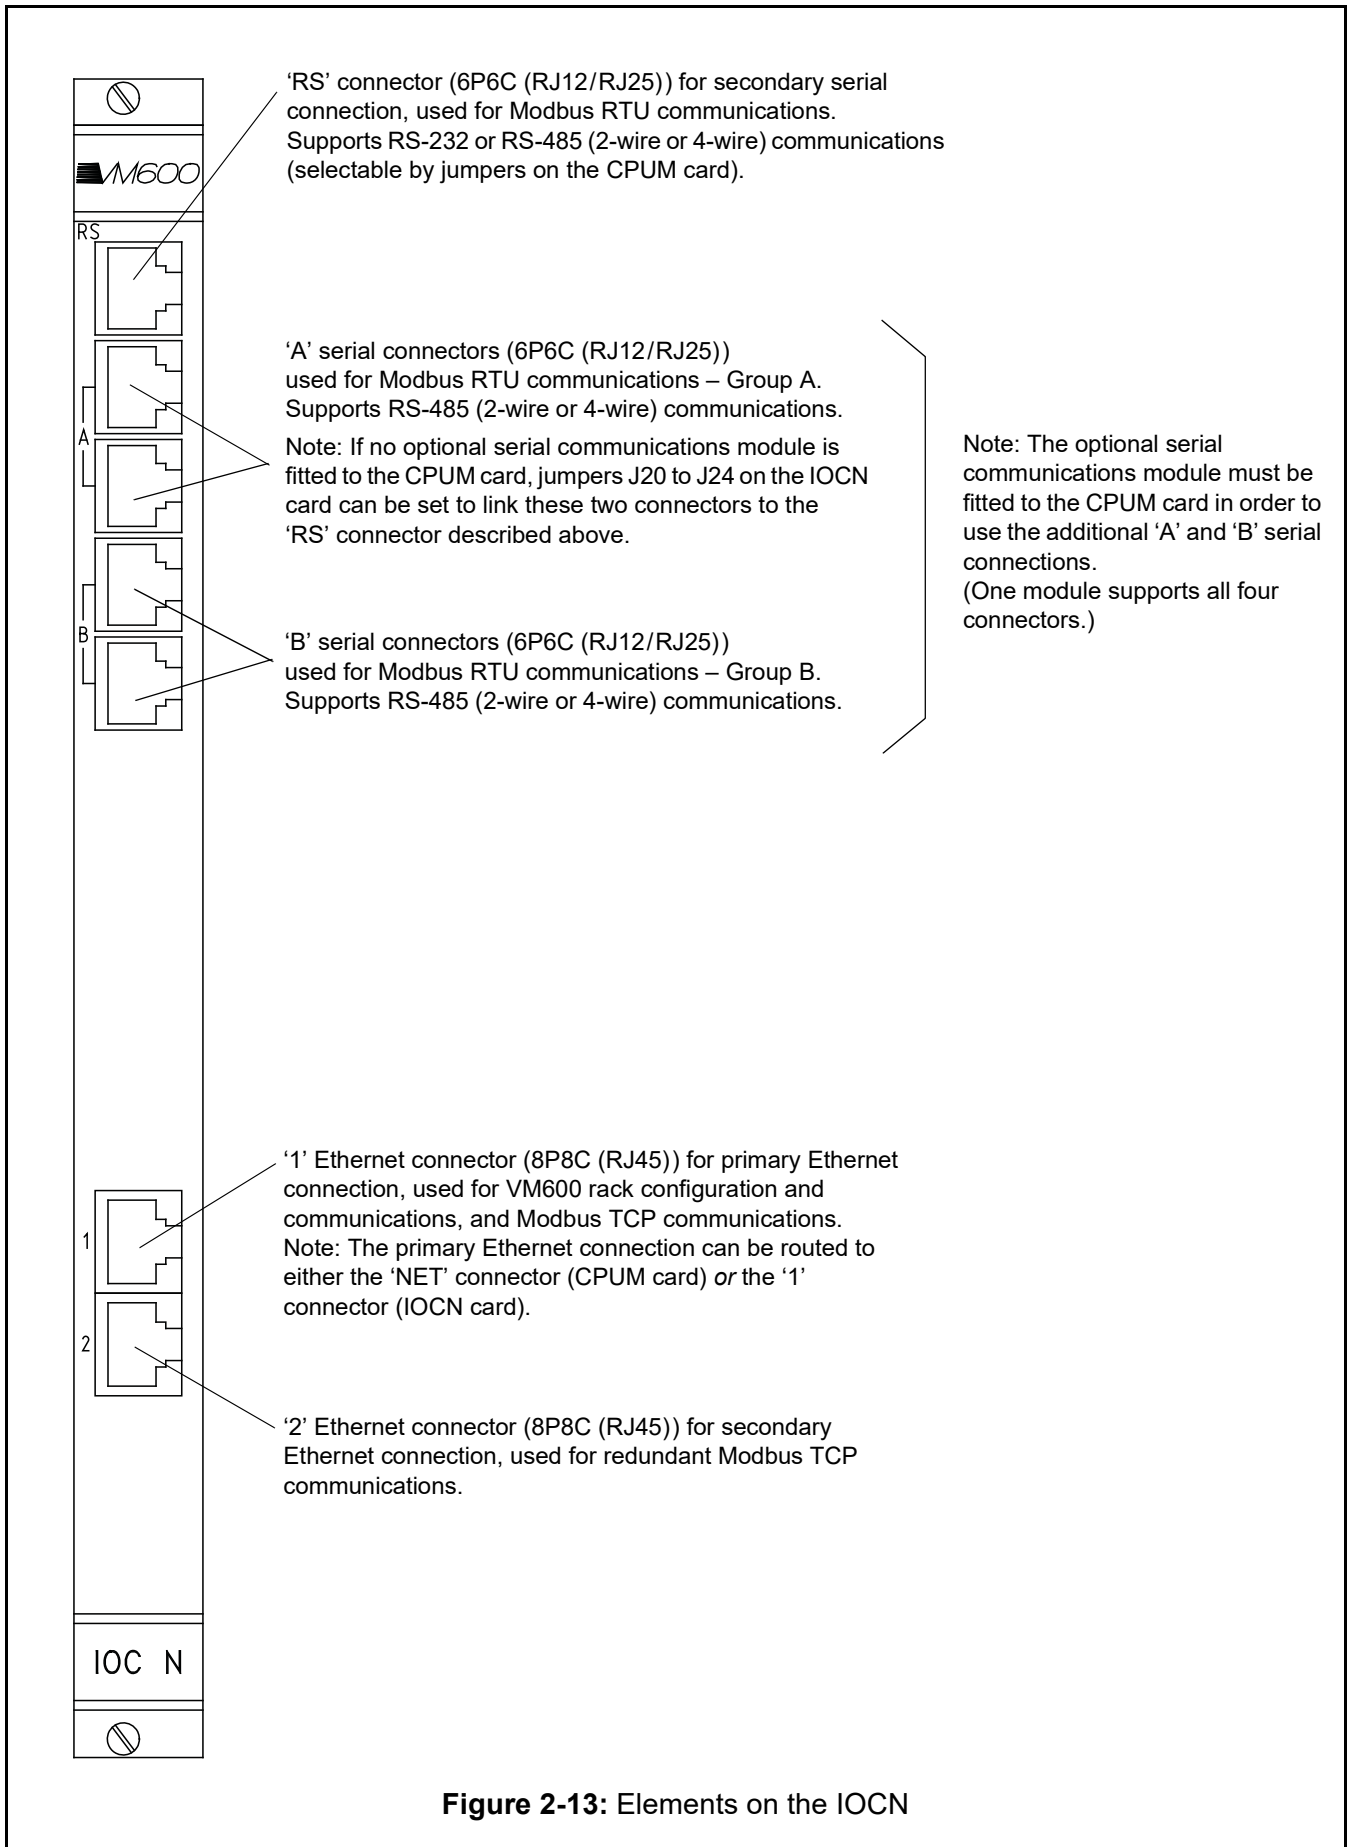 VM600
RS
A
B
1
2
IOC N
‘RS’ connector (6P6C (RJ12/RJ25)) for secondary serial
connection, used for Modbus RTU communications.
Supports RS-232 or RS-485 (2-wire or 4-wire) communications
(selectable by jumpers on the CPUM card).
‘A’ serial connectors (6P6C (RJ12/RJ25))
used for Modbus RTU communications – Group A.
Supports RS-485 (2-wire or 4-wire) communications.
Note: If no optional serial communications module is
fitted to the CPUM card, jumpers J20 to J24 on the IOCN
card can be set to link these two connectors to the
‘RS’ connector described above.
‘B’ serial connectors (6P6C (RJ12/RJ25))
used for Modbus RTU communications – Group B.
Supports RS-485 (2-wire or 4-wire) communications.
Note: The optional serial
communications module must be
fitted to the CPUM card in order to
use the additional ‘A’ and ‘B’ serial
connections.
(One module supports all four
connectors.)
‘1’ Ethernet connector (8P8C (RJ45)) for primary Ethernet
connection, used for VM600 rack configuration and
communications, and Modbus TCP communications.
Note: The primary Ethernet connection can be routed to
either the ‘NET’ connector (CPUM card) or the ‘1’
connector (IOCN card).
‘2’ Ethernet connector (8P8C (RJ45)) for secondary
Ethernet connection, used for redundant Modbus TCP
communications.
Figure 2-13: Elements on the IOCN